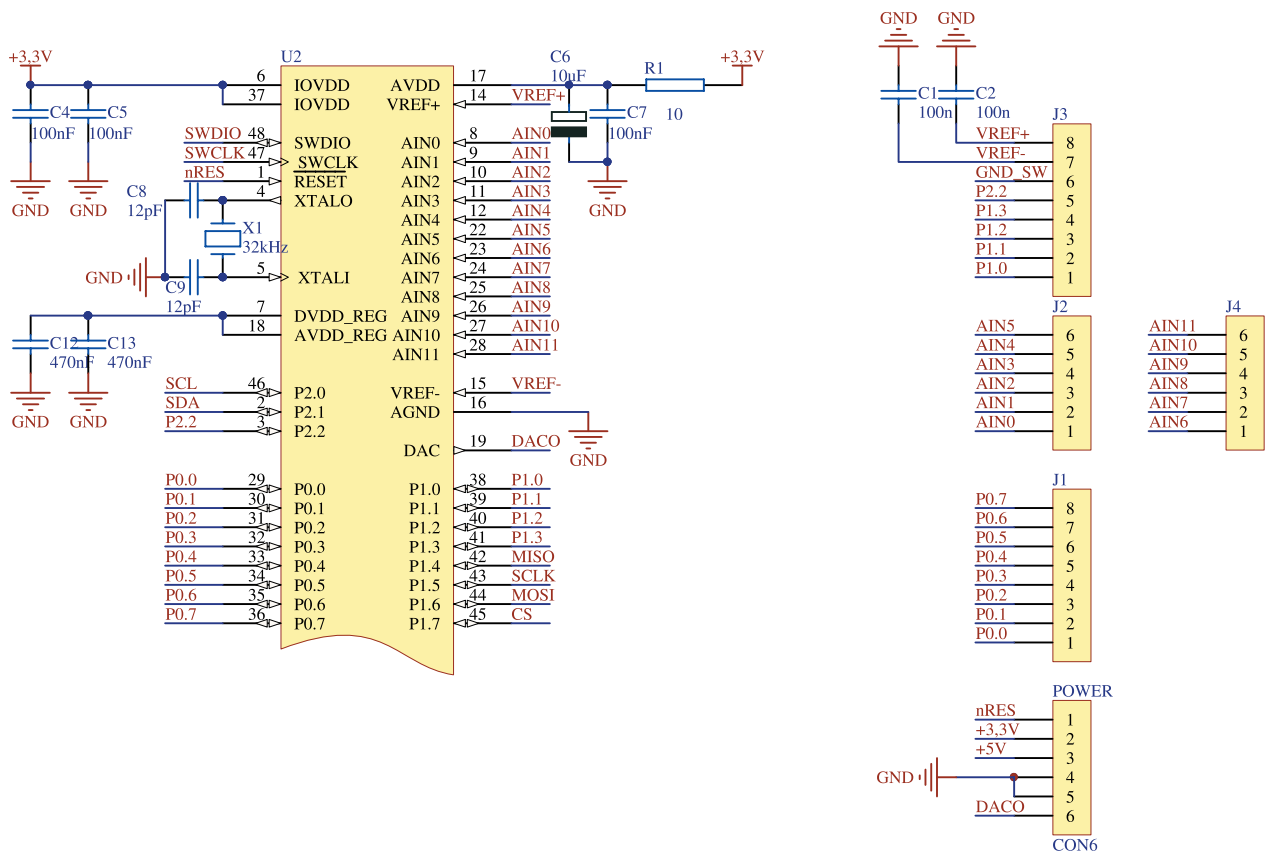 +3,3V
C4
100nF
C5
100nF
GND
GND
U2
6
IOVDD
37
IOVDD
SWDIO
48
SWDIO
SWCLK
47
SWCLK
nRES
1
RESET
4
XTALO
C8
12pF
X1
32kHz
GND
C9
12pF
5
XTALI
7
DVDD_REG
18
AVDD_REG
C12
470nF
C13
470nF
GND
GND
SCL
46
P2.0
SDA
2
P2.1
P2.2
3
P2.2
P0.0
29
P0.0
P0.1
30
P0.1
P0.2
31
P0.2
P0.3
32
P0.3
P0.4
33
P0.4
P0.5
34
P0.5
P0.6
35
P0.6
P0.7
36
P0.7
AVDD
17
VREF+
14
VREF+
AIN0
8
AIN0
AIN1
9
AIN1
AIN2
10
AIN2
AIN3
11
AIN3
AIN4
12
AIN4
AIN5
22
AIN5
AIN6
23
AIN6
AIN7
24
AIN7
AIN8
25
AIN8
AIN9
26
AIN9
AIN10
27
AIN10
AIN11
28
AIN11
VREF-
15
VREF-
AGND
16
GND
DAC
19
DACO
P1.0
38
P1.0
P1.1
39
P1.1
P1.2
40
P1.2
P1.3
41
P1.3
P1.4
42
MISO
P1.5
43
SCLK
P1.6
44
MOSI
P1.7
45
CS
C6
10uF
C7
100nF
GND
R1
10
+3,3V
GND
GND
C1
100n
C2
100n
J3
VREF+
8
VREF-
7
GND_SW
6
P2.2
5
P1.3
4
P1.2
3
P1.1
2
P1.0
1
J2
AIN5
6
AIN4
5
AIN3
4
AIN2
3
AIN1
2
AIN0
1
J4
AIN11
6
AIN10
5
AIN9
4
AIN8
3
AIN7
2
AIN6
1
J1
P0.7
8
P0.6
7
P0.5
6
P0.4
5
P0.3
4
P0.2
3
P0.1
2
P0.0
1
POWER
nRES
1
+3,3V
2
+5V
3
GND
4
5
DACO
6
CON6